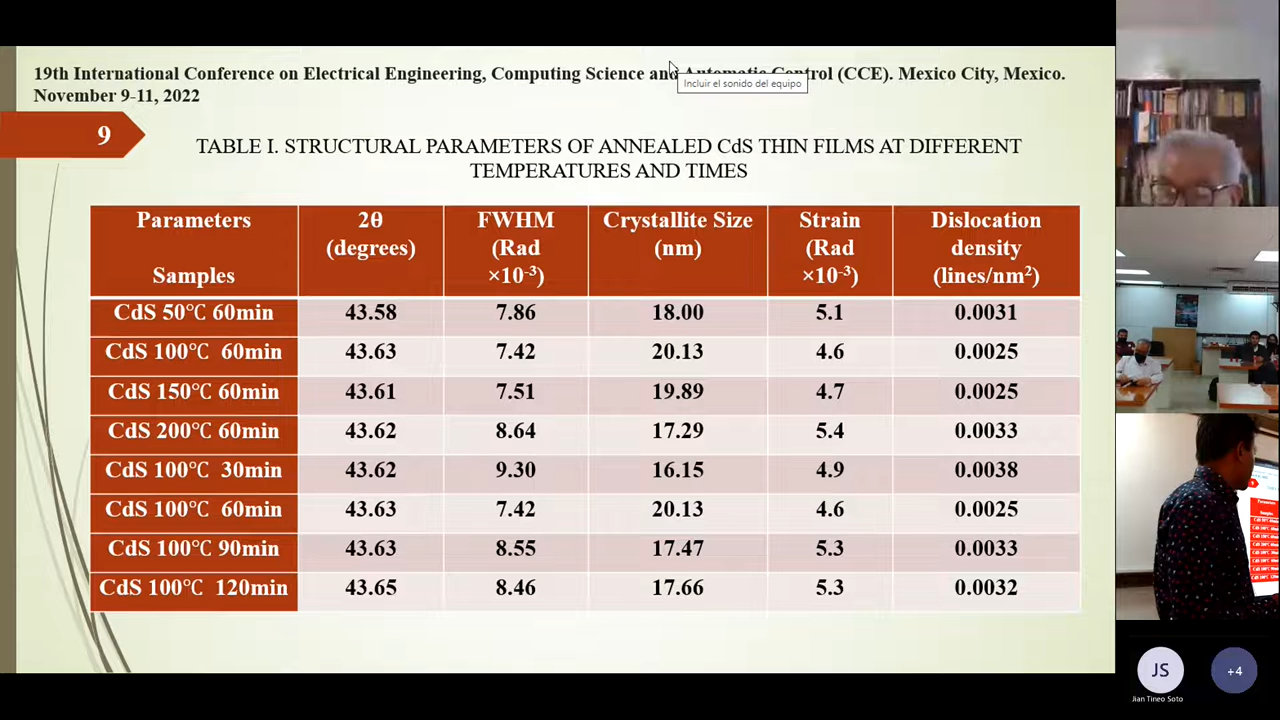 19th International Conference on Electrical Engineering, Computing Science and Automatic Control (CCE). Mexico City, Mexico.
November 9-11, 2022
Incluir el sonido del equipo
9
TABLE I. STRUCTURAL PARAMETERS OF ANNEALED CdS THIN FILMS AT DIFFERENT
TEMPERATURES AND TIMES
Parameters Samples 2θ (degrees) FWHM (Rad ×10⁻³) Crystallite Size (nm) Strain (Rad ×10⁻³) Dislocation density (lines/nm²)
CdS 50℃ 60min 43.58 7.86 18.00 5.1 0.0031
CdS 100℃ 60min 43.63 7.42 20.13 4.6 0.0025
CdS 150℃ 60min 43.61 7.51 19.89 4.7 0.0025
CdS 200℃ 60min 43.62 8.64 17.29 5.4 0.0033
CdS 100℃ 30min 43.62 9.30 16.15 4.9 0.0038
CdS 100℃ 60min 43.63 7.42 20.13 4.6 0.0025
CdS 100℃ 90min 43.63 8.55 17.47 5.3 0.0033
CdS 100℃ 120min 43.65 8.46 17.66 5.3 0.0032
JS
Jian Tineo Soto
+4